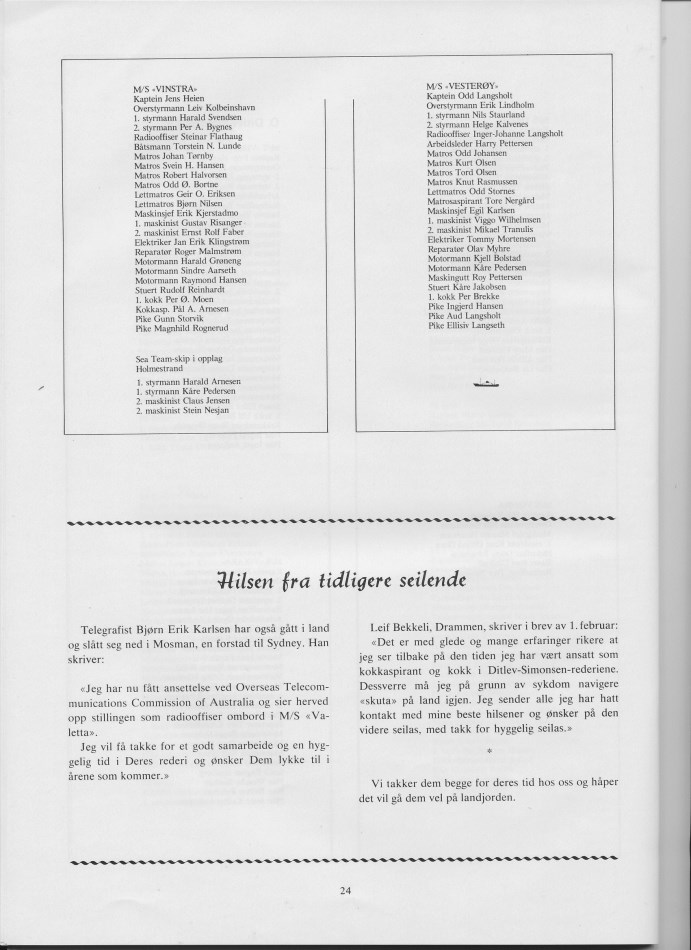 M/S «VINSTRA»
Kaptein Jens Heien
Overstyrmann Leiv Kolbeinshavn
1. styrmann Harald Svendsen
2. styrmann Per A. Bygnes
Radiooffiser Steinar Flathaug
Båtsmann Torstein N. Lunde
Matros Johan Tørnby
Matros Svein H. Hansen
Matros Robert Halvorsen
Matros Odd Ø. Bortne
Lettmatros Geir O. Eriksen
Lettmatros Bjørn Nilsen
Maskinsjef Erik Kjerstadmo
1. maskinist Gustav Risanger
2. maskinist Ernst Rolf Faber
Elektriker Jan Erik Klingstrøm
Reparatør Roger Malmstrøm
Motormann Harald Grøneng
Motormann Sindre Aarseth
Motormann Raymond Hansen
Stuert Rudolf Reinhardt
1. kokk Per Ø. Moen
Kokkasp. Pål A. Arnesen
Pike Gunn Storvik
Pike Magnhild Rognerud
Sea Team-skip i opplag
Holmestrand
1. styrmann Harald Arnesen
1. styrmann Kåre Pedersen
2. maskinist Claus Jensen
2. maskinist Stein Nesjan
M/S «VESTERØY»
Kaptein Odd Langsholt
Overstyrmann Erik Lindholm
1. styrmann Nils Staurland
2. styrmann Helge Kalvenes
Radiooffiser Inger-Johanne Langsholt
Arbeidsleder Harry Pettersen
Matros Odd Johansen
Matros Kurt Olsen
Matros Tord Olsen
Matros Knut Rasmussen
Lettmatros Odd Stornes
Matrosaspirant Tore Nergård
Maskinsjef Egil Karlsen
1. maskinist Viggo Wilhelmsen
2. maskinist Mikael Tranulis
Elektriker Tommy Mortensen
Reparatør Olav Myhre
Motormann Kjell Bolstad
Motormann Kåre Pedersen
Maskingutt Roy Pettersen
Stuert Kåre Jakobsen
1. kokk Per Brekke
Pike Ingjerd Hansen
Pike Aud Langsholt
Pike Ellisiv Langseth
Hilsen fra tidligere seilende
Telegrafist Bjørn Erik Karlsen har også gått i land
og slått seg ned i Mosman, en forstad til Sydney. Han
skriver:
«Jeg har nu fått ansettelse ved Overseas Telecom-
munications Commission of Australia og sier herved
opp stillingen som radiooffiser ombord i M/S «Va-
letta».
Jeg vil få takke for et godt samarbeide og en hyg-
gelig tid i Deres rederi og ønsker Dem lykke til i
årene som kommer.»
Leif Bekkeli, Drammen, skriver i brev av 1. februar:
«Det er med glede og mange erfaringer rikere at
jeg ser tilbake på den tiden jeg har vært ansatt som
kokkaspirant og kokk i Ditlev-Simonsen-rederiene.
Dessverre må jeg på grunn av sykdom navigere
«skuta» på land igjen. Jeg sender alle jeg har hatt
kontakt med mine beste hilsener og ønsker på den
videre seilas, med takk for hyggelig seilas.»
*
Vi takker dem begge for deres tid hos oss og håper
det vil gå dem vel på landjorden.
24